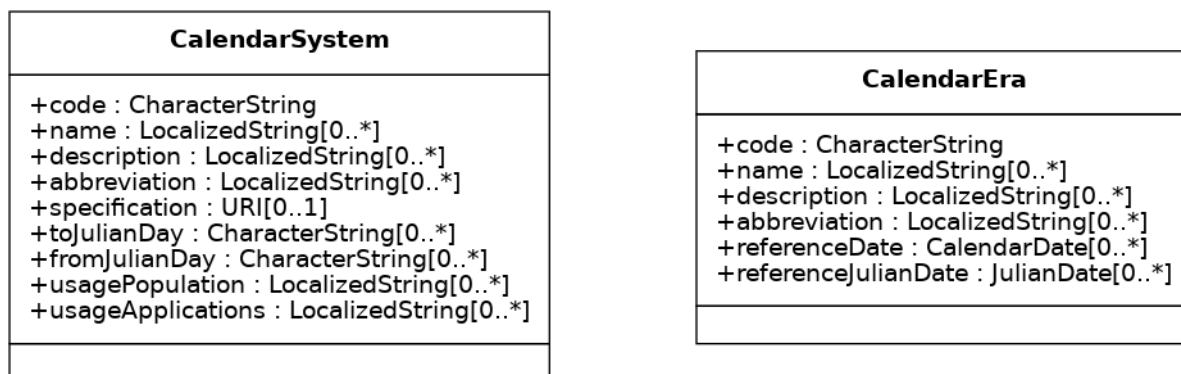 CalendarSystem
+code : CharacterString
+name : LocalizedString[0..*]
+description : LocalizedString[0..*]
+abbreviation : LocalizedString[0..*]
+specification : URI[0..1]
+toJulianDay : CharacterString[0..*]
+fromJulianDay : CharacterString[0..*]
+usagePopulation : LocalizedString[0..*]
+usageApplications : LocalizedString[0..*]
CalendarEra
+code : CharacterString
+name : LocalizedString[0..*]
+description : LocalizedString[0..*]
+abbreviation : LocalizedString[0..*]
+referenceDate : CalendarDate[0..*]
+referenceJulianDate : JulianDate[0..*]